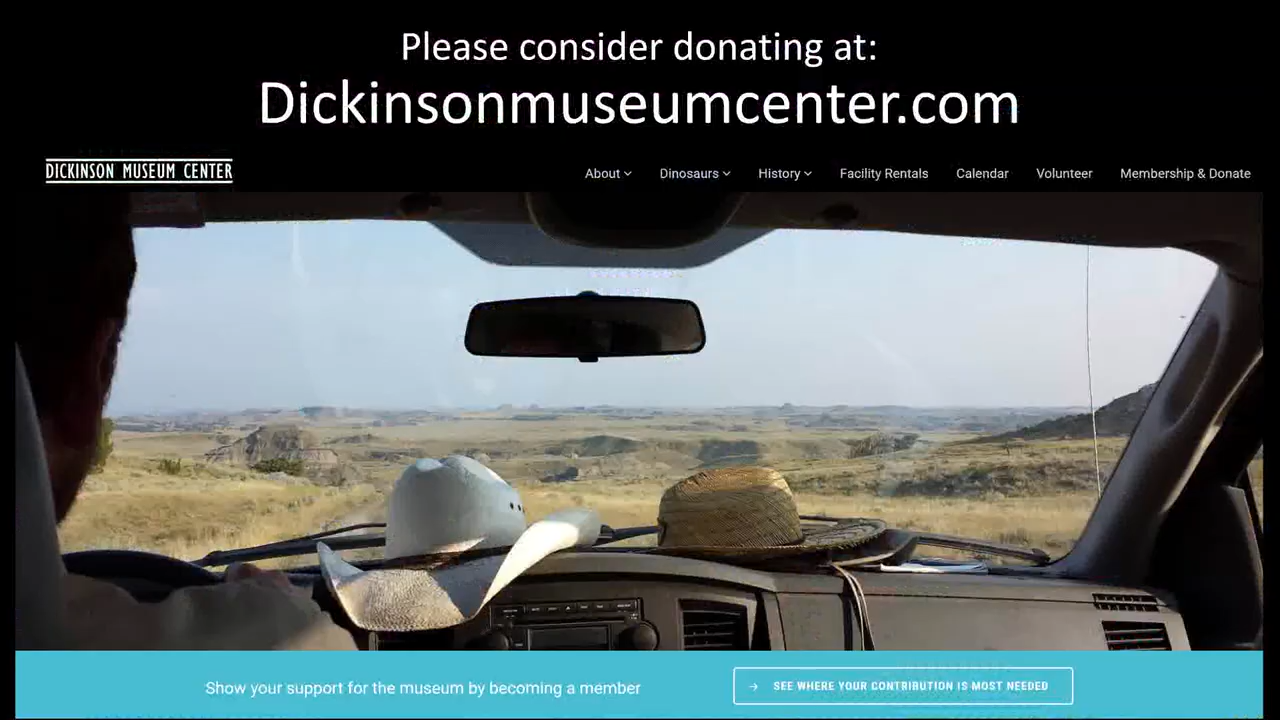 Please consider donating at:
Dickinsonmuseumcenter.com
DICKINSON MUSEUM CENTER
About Dinosaurs History Facility Rentals Calendar Volunteer Membership & Donate
Show your support for the museum by becoming a member
→ SEE WHERE YOUR CONTRIBUTION IS MOST NEEDED